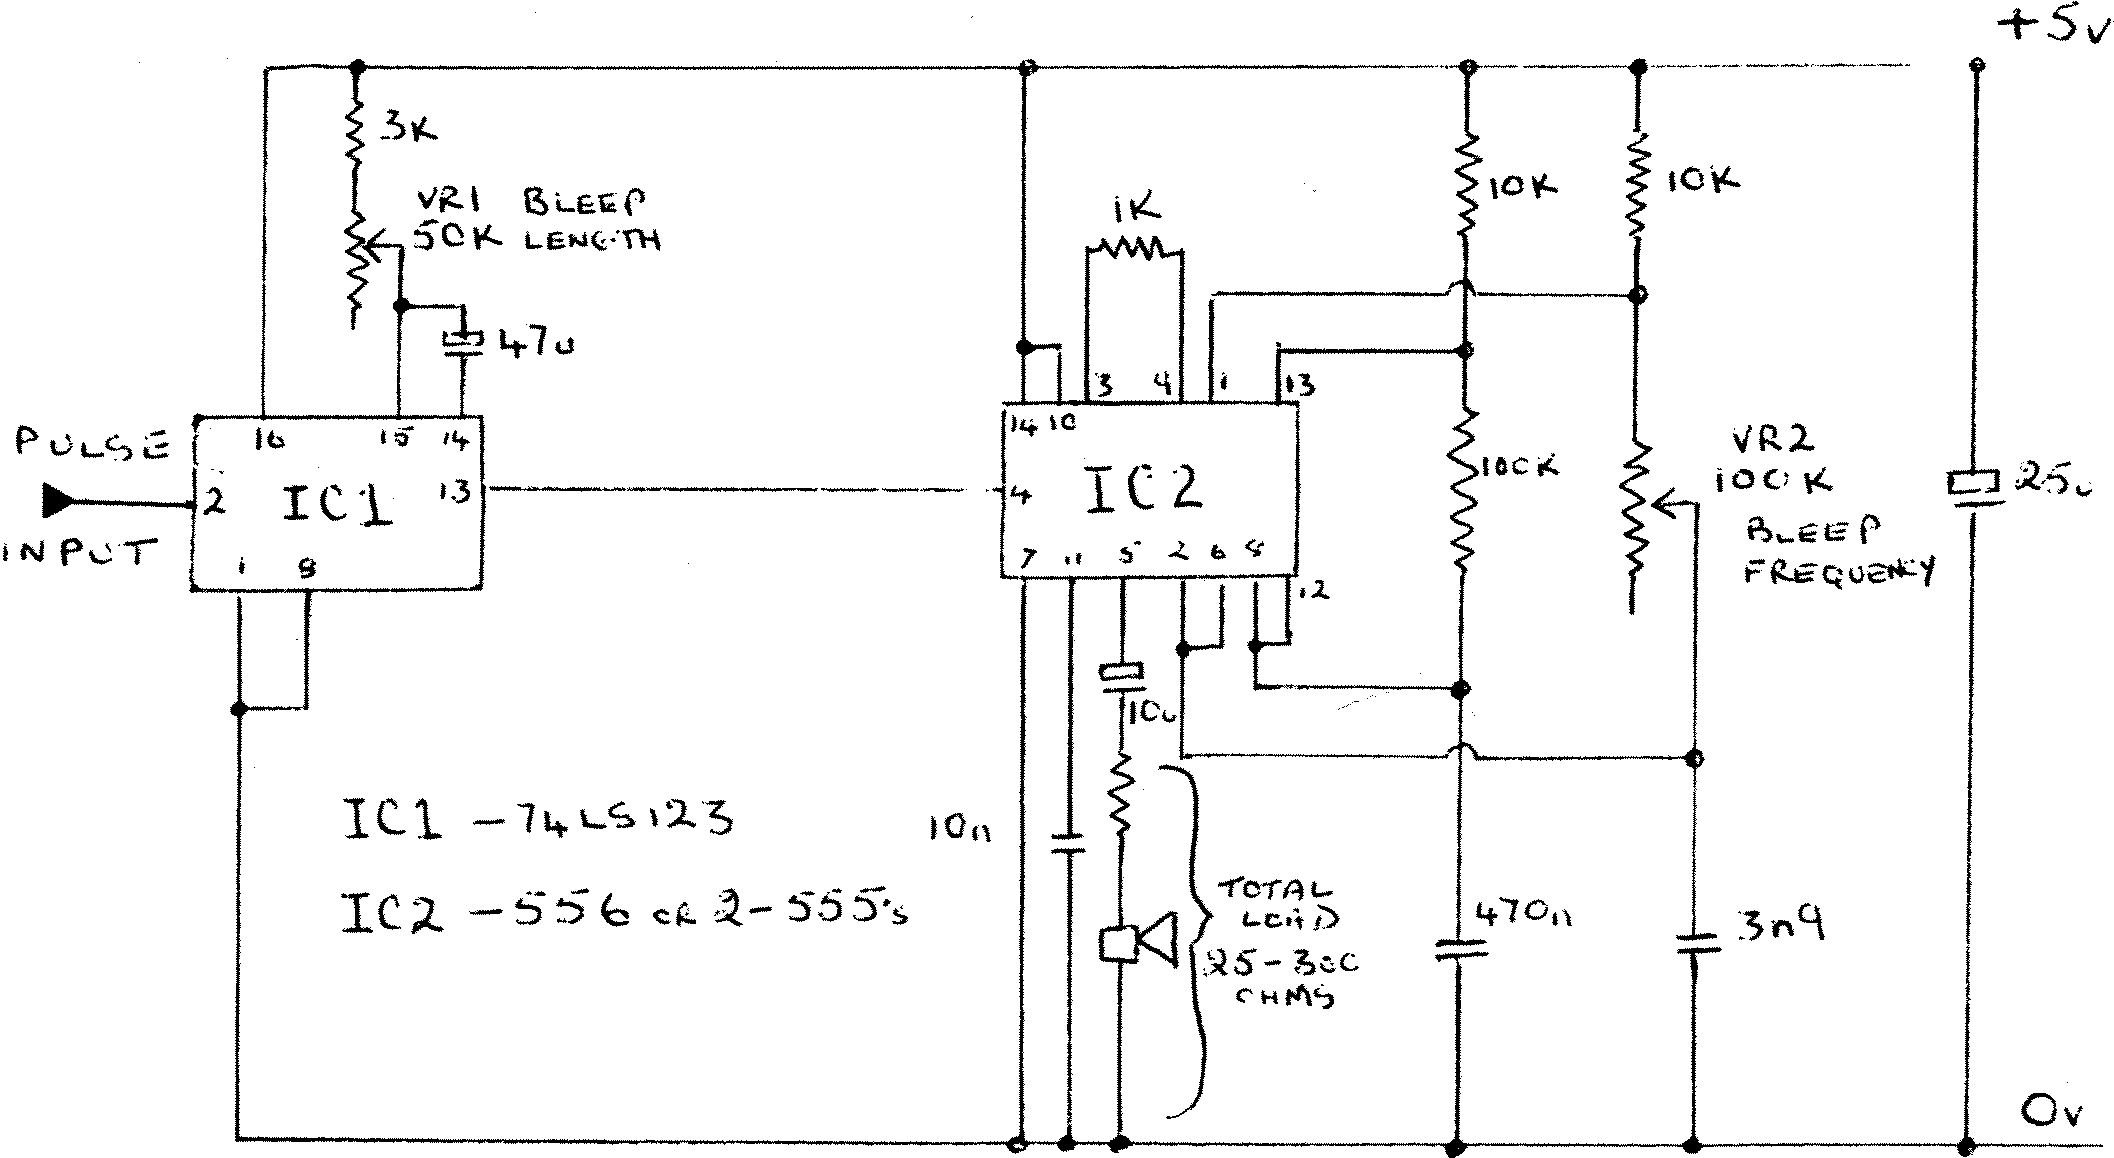 +5v
3K
VR1 BLEEP
50K LENGTH
47u
PULSE
INPUT
16 15 14
2 IC1 13
1 8
1K
10K
10K
3 4 1 13
14 10
4 IC2
7 11 5 2 6 8
12
100K
VR2
100K
BLEEP
FREQUENCY
25u
10u
10n
TOTAL
LOAD
25-300
OHMS
470n
3n9
IC1 - 74LS123
IC2 - 556 OR 2-555's
0v